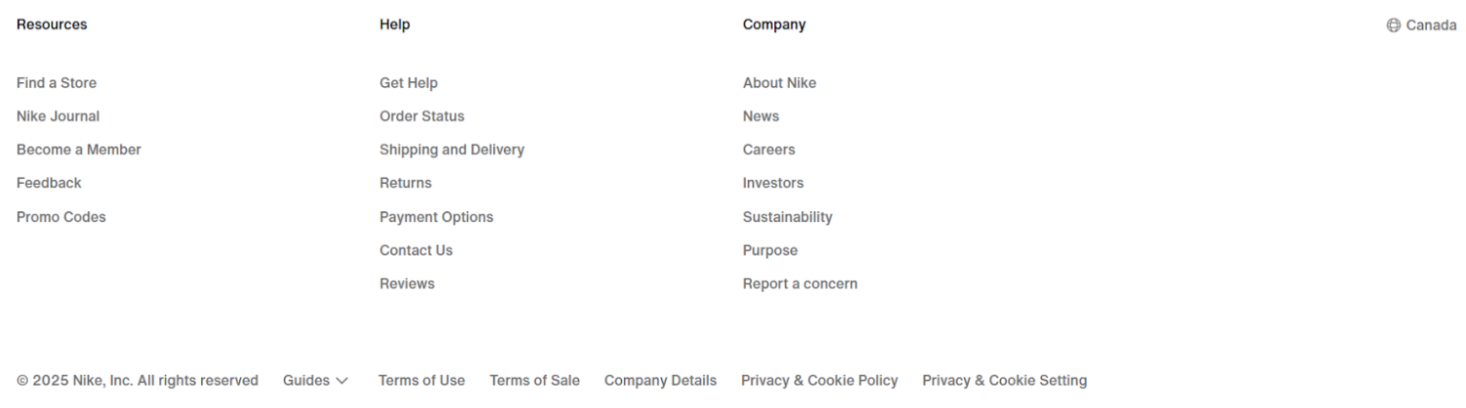 Resources
Find a Store
Nike Journal
Become a Member
Feedback
Promo Codes
Help
Get Help
Order Status
Shipping and Delivery
Returns
Payment Options
Contact Us
Reviews
Company
About Nike
News
Careers
Investors
Sustainability
Purpose
Report a concern
Canada
© 2025 Nike, Inc. All rights reserved Guides Terms of Use Terms of Sale Company Details Privacy & Cookie Policy Privacy & Cookie Setting